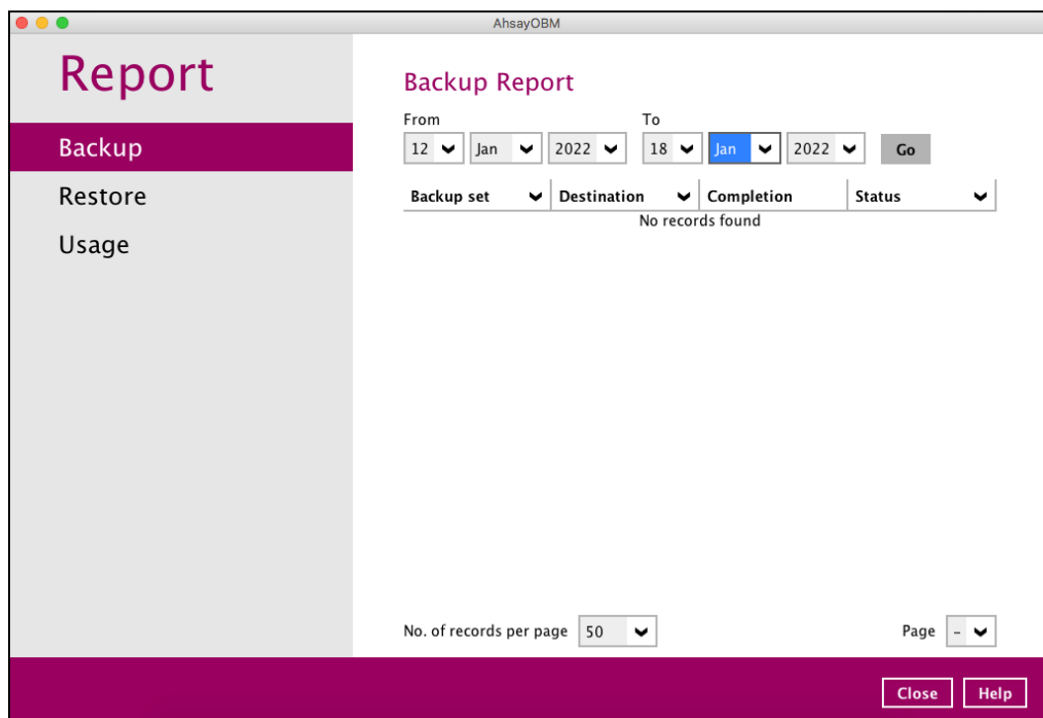 AhsayOBM
Report
Backup
Restore
Usage
Backup Report
From To
12 Jan 2022 18 Jan 2022 Go
Backup set Destination Completion Status
No records found
No. of records per page 50 Page -
Close Help